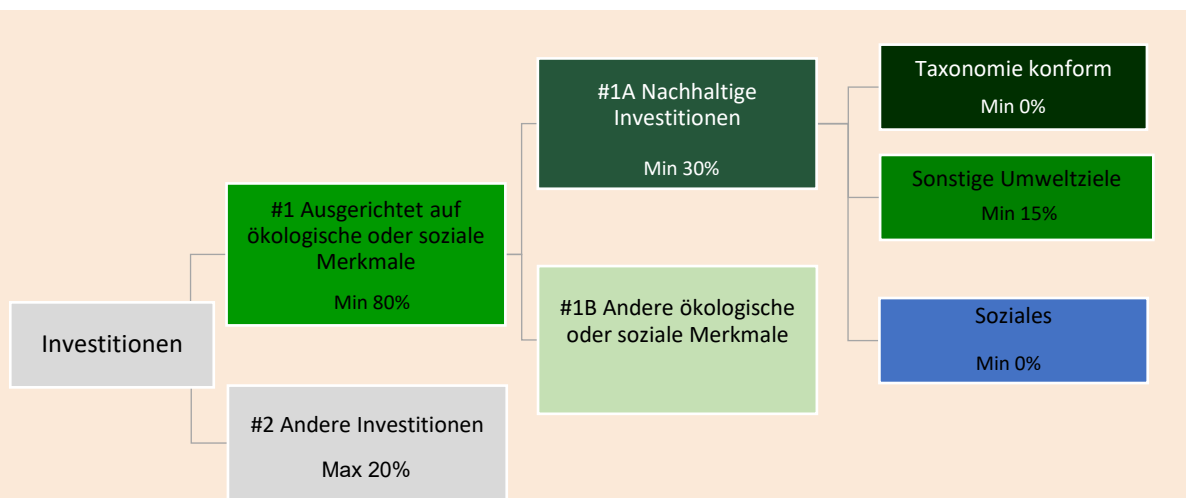 Investitionen
#1 Ausgerichtet auf
ökologische oder soziale
Merkmale
Min 80%
#2 Andere Investitionen
Max 20%
#1A Nachhaltige
Investitionen
Min 30%
#1B Andere ökologische
oder soziale Merkmale
Taxonomie konform
Min 0%
Sonstige Umweltziele
Min 15%
Soziales
Min 0%